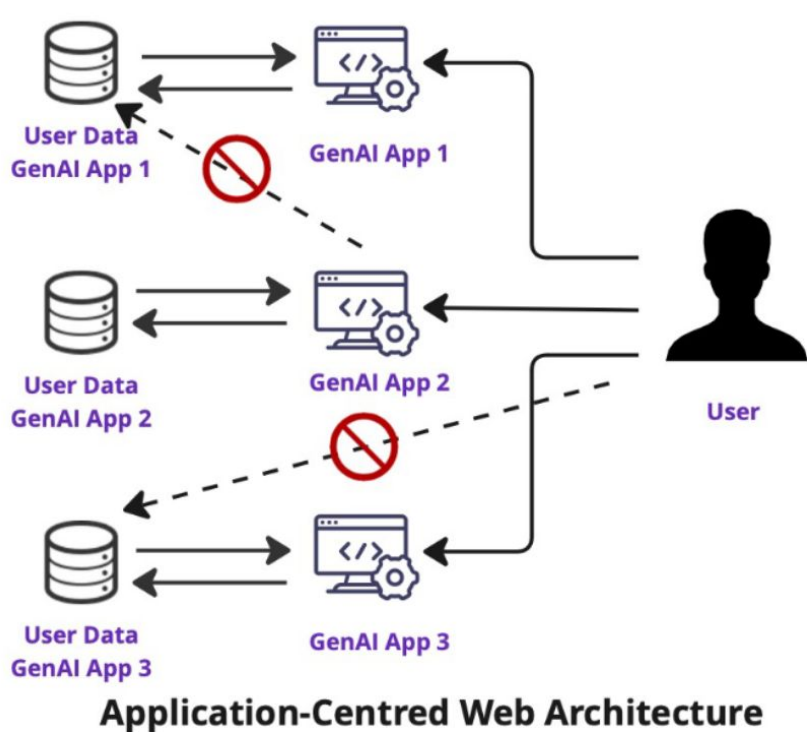 User Data
GenAI App 1
GenAI App 1
User Data
GenAI App 2
GenAI App 2
User
User Data
GenAI App 3
GenAI App 3
Application-Centred Web Architecture